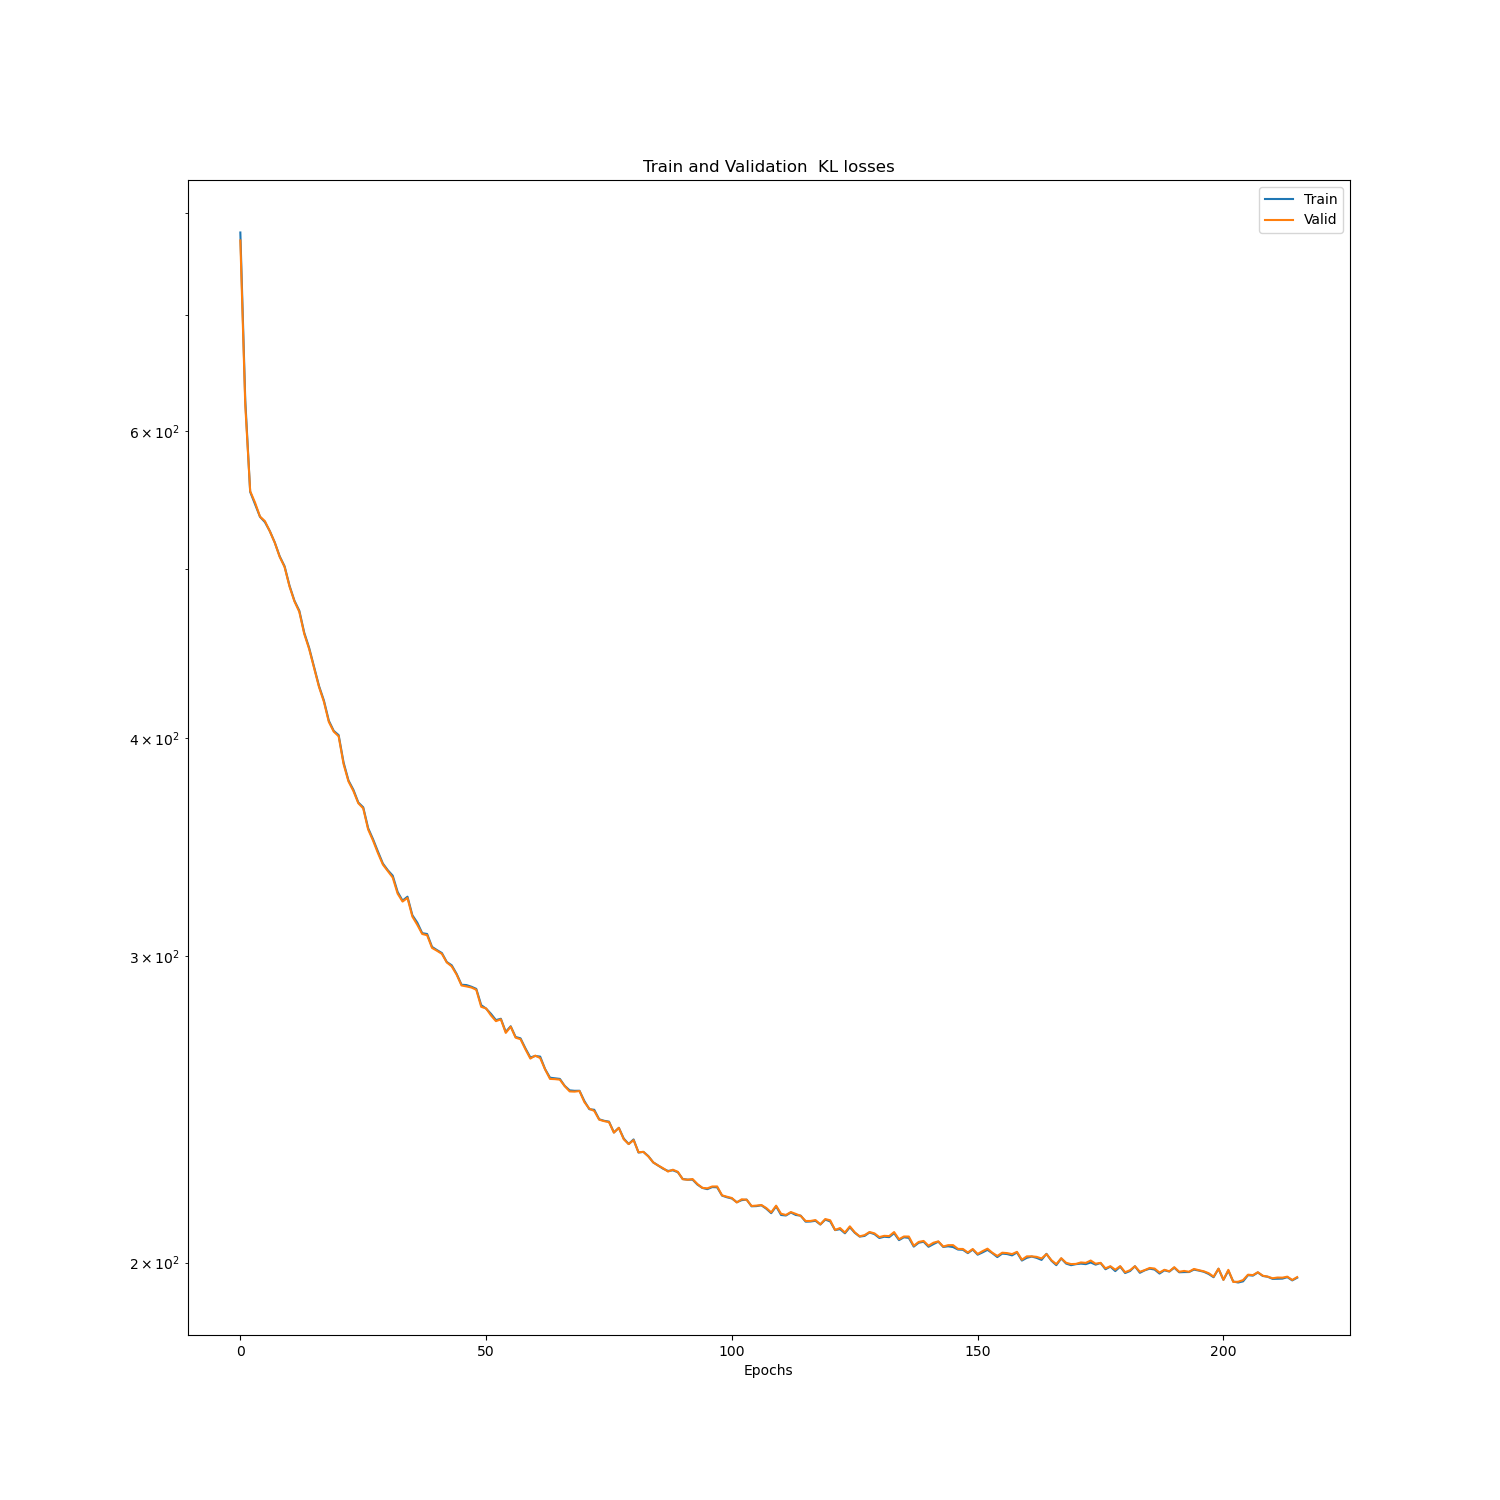 Train and Validation  KL losses
Train
Valid
6 × 10²
4 × 10²
3 × 10²
2 × 10²
0 50 100 150 200
Epochs